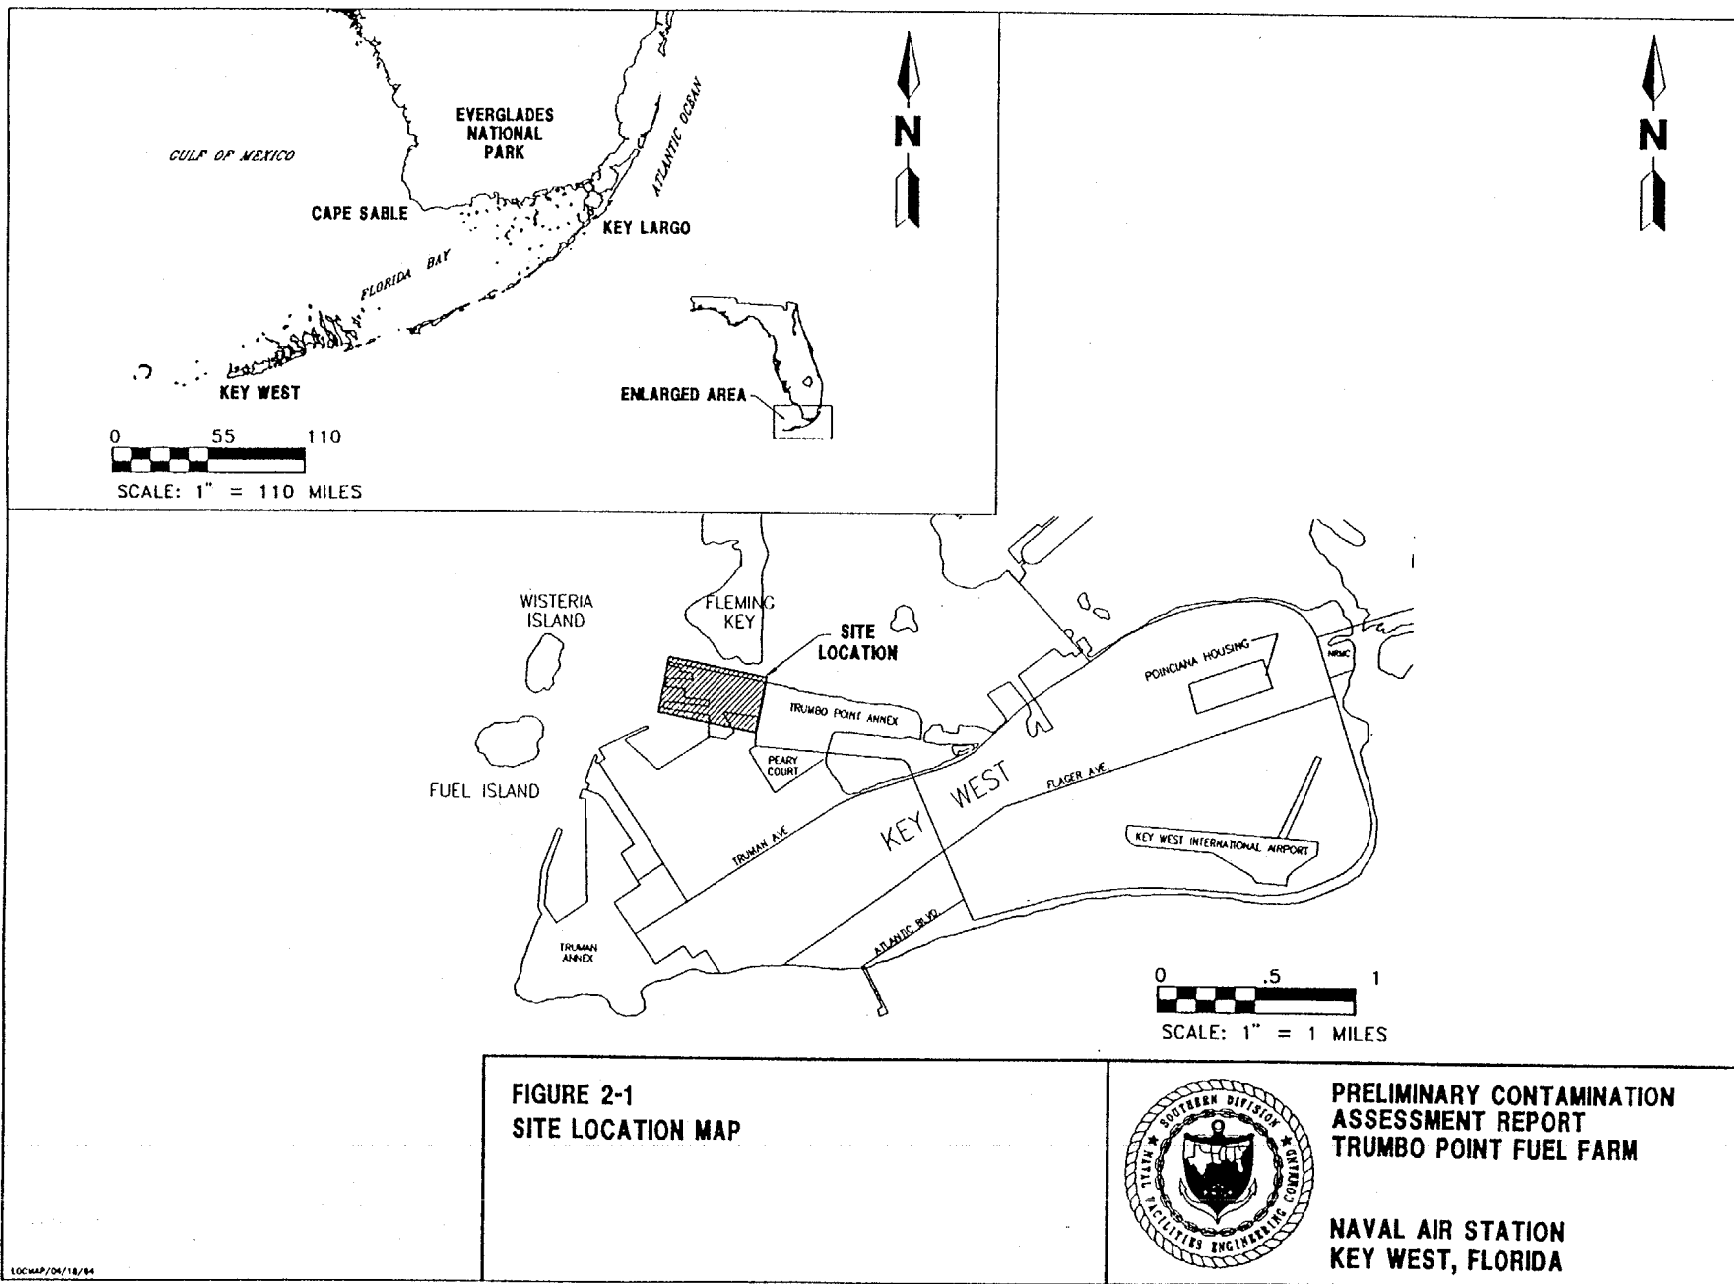 EVERGLADES
NATIONAL
PARK
GULF OF MEXICO
ATLANTIC OCEAN
CAPE SABLE
KEY LARGO
FLORIDA BAY
KEY WEST
ENLARGED AREA
0 55 110
SCALE: 1" = 110 MILES
N
N
WISTERIA
ISLAND
FLEMING
KEY
SITE
LOCATION
POINCIANA HOUSING
NRMC
TRUMBO POINT ANNEX
PEARY
COURT
FUEL ISLAND
KEY WEST
FLAGER AVE.
TRUMAN AVE.
KEY WEST INTERNATIONAL AIRPORT
ATLANTIC BLVD.
TRUMAN
ANNEX
0 .5 1
SCALE: 1" = 1 MILES
FIGURE 2-1
SITE LOCATION MAP
SOUTHERN DIVISION
NAVAL FACILITIES ENGINEERING COMMAND
PRELIMINARY CONTAMINATION
ASSESSMENT REPORT
TRUMBO POINT FUEL FARM
NAVAL AIR STATION
KEY WEST, FLORIDA
LOCMAP/04/18/94